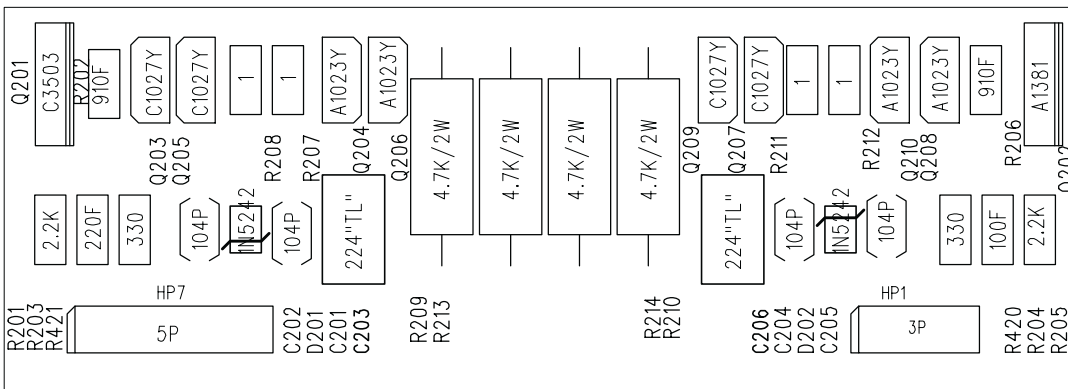 Q201
C3503
R202
910F
C1027Y
C1027Y
1
1
A1023Y
A1023Y
4.7K/2W
4.7K/2W
4.7K/2W
4.7K/2W
C1027Y
C1027Y
1
1
A1023Y
A1023Y
910F
A1381
Q203
Q205
R208
R207
Q204
Q206
Q209
Q207
R211
R212
Q210
Q208
R206
Q202
2.2K
220F
330
104P
1N5242
104P
224"TL"
224"TL"
104P
1N5242
104P
330
100F
2.2K
HP7
HP1
R201
R203
R421
5P
C202
D201
C201
C203
R209
R213
R214
R210
C206
C204
D202
C205
3P
R420
R204
R205